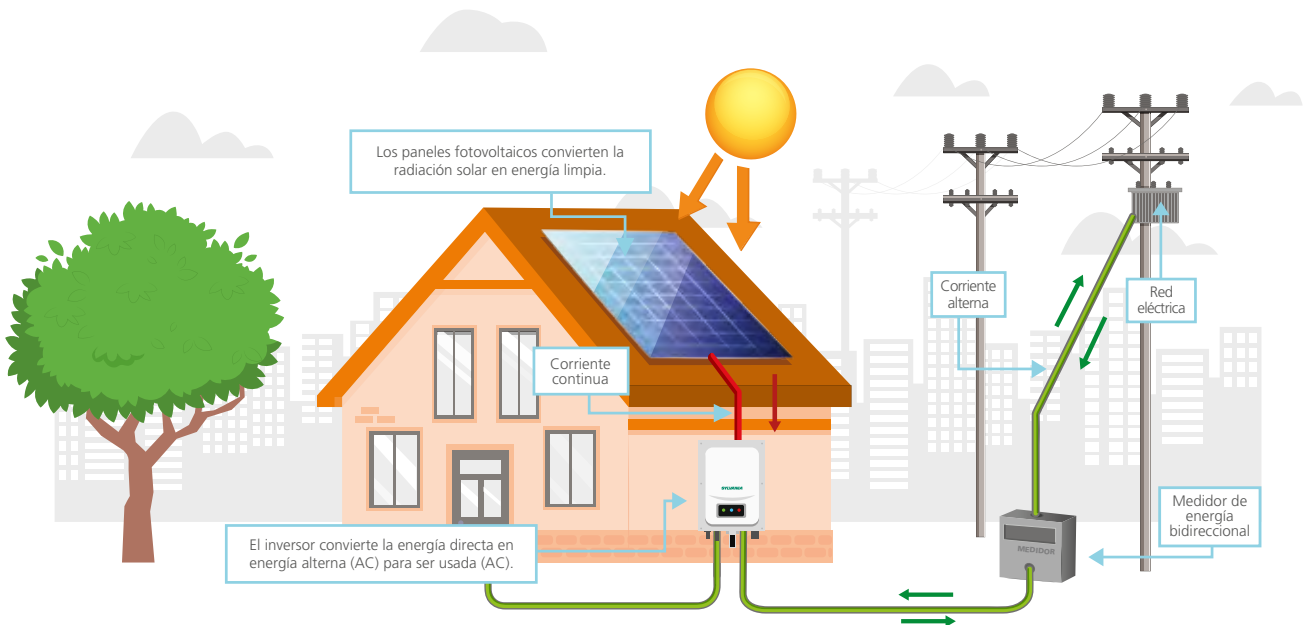 Los paneles fotovoltaicos convierten la
radiación solar en energía limpia.
Corriente
alterna
Red
eléctrica
Corriente
continua
SYLVANIA
Medidor de
energía
bidireccional
El inversor convierte la energía directa en
energía alterna (AC) para ser usada (AC).
MEDIDOR